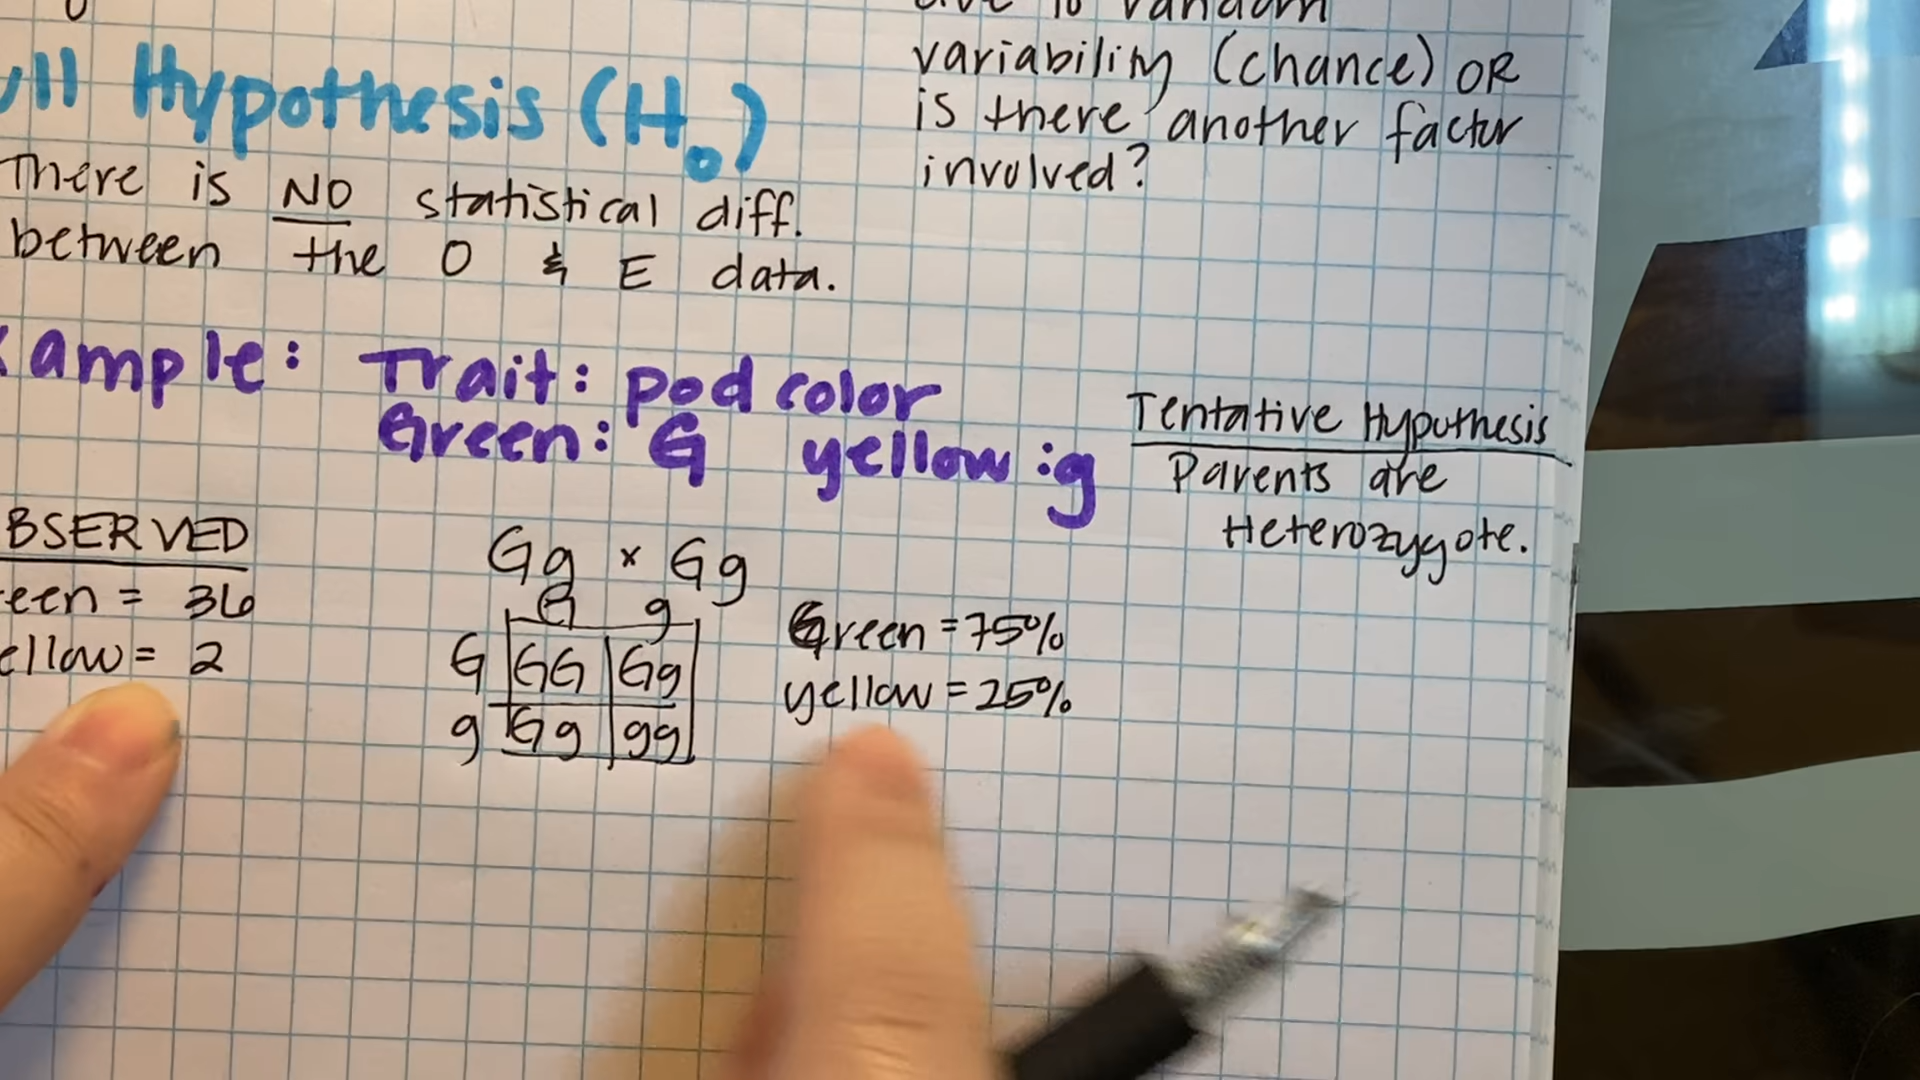 variability (chance) OR
is there another factor
involved?
ull Hypothesis (H₀)
There is NO statistical diff.
between the O & E data.
ample: Trait: pod color
Green: G yellow: g
Tentative Hypothesis
Parents are
Heterozygote.
BSERVED
een = 36
ellow = 2
Gg × Gg
G g
G GG Gg
g Gg gg
Green = 75%
yellow = 25%